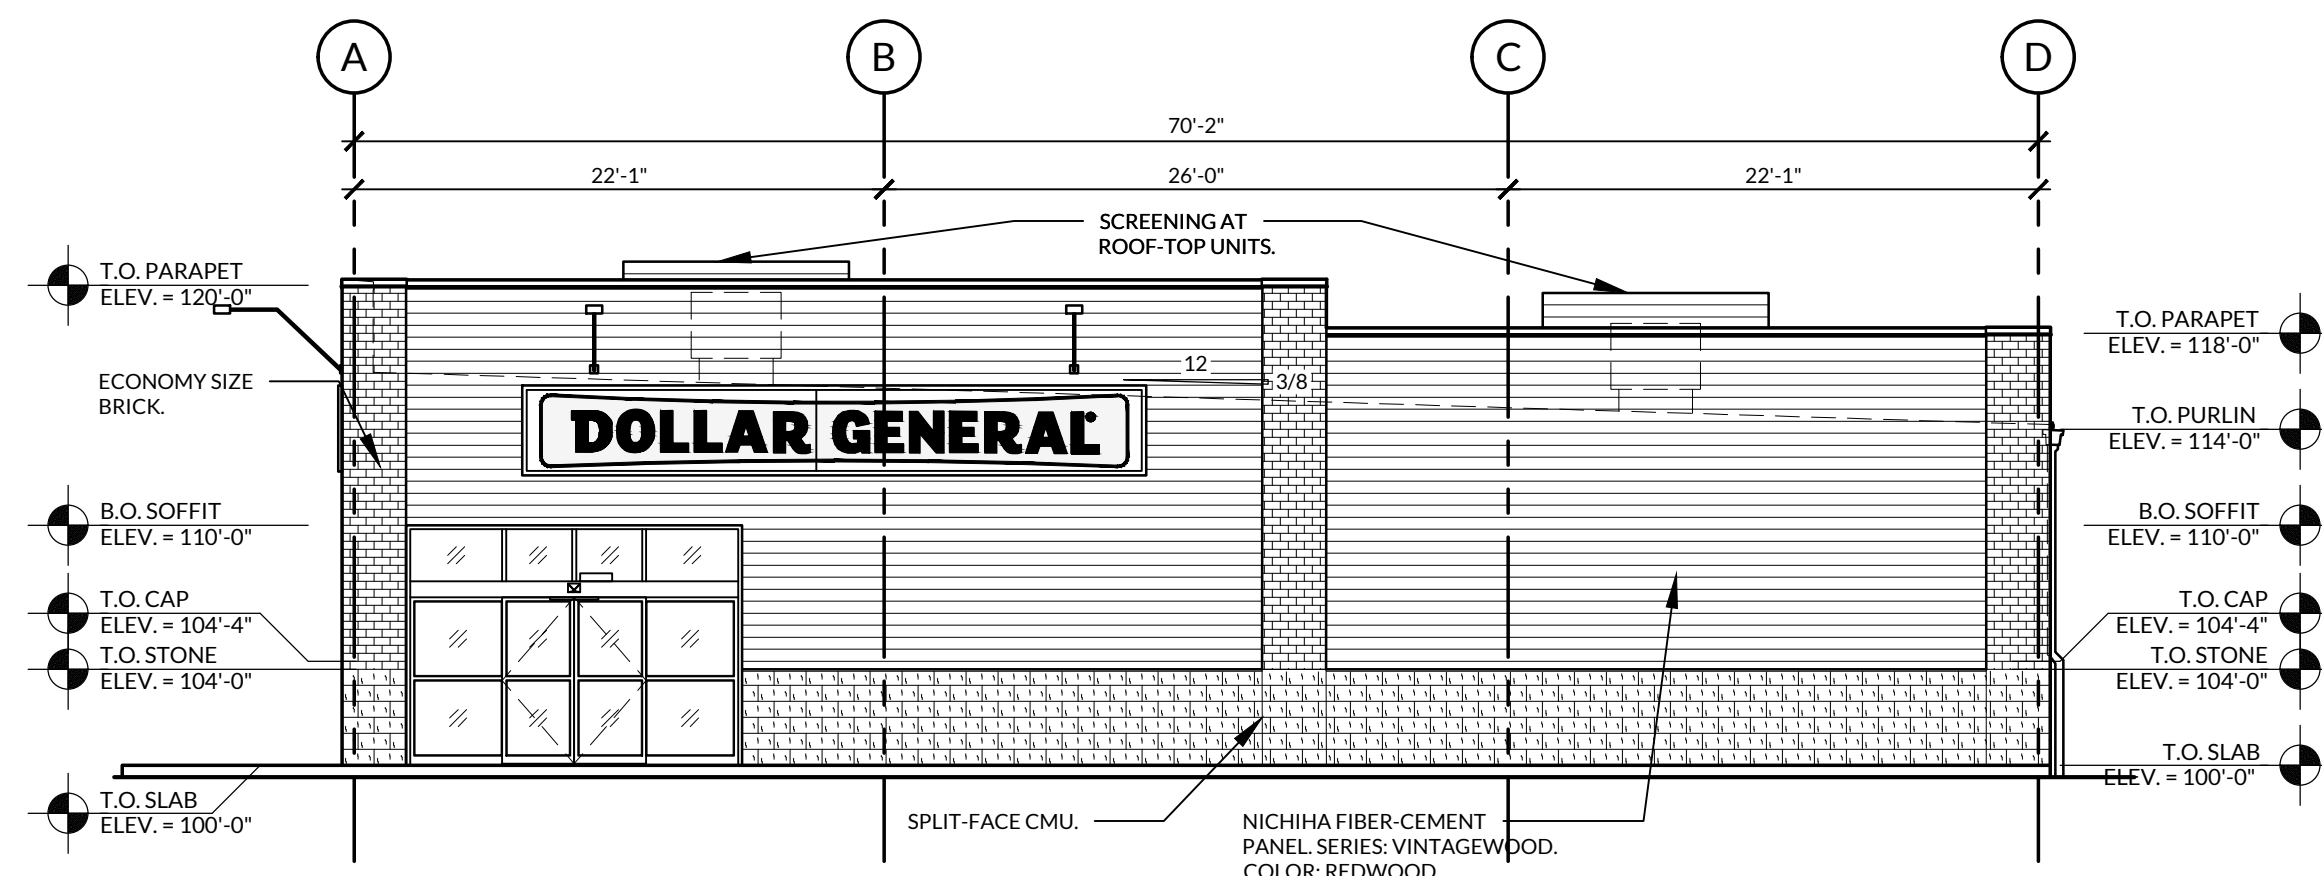 A
B
C
D
70'-2"
22'-1"
26'-0"
22'-1"
SCREENING AT
ROOF-TOP UNITS.
T.O. PARAPET
ELEV. = 120'-0"
ECONOMY SIZE
BRICK.
B.O. SOFFIT
ELEV. = 110'-0"
T.O. CAP
ELEV. = 104'-4"
T.O. STONE
ELEV. = 104'-0"
T.O. SLAB
ELEV. = 100'-0"
12
3/8
DOLLAR GENERAL
T.O. PARAPET
ELEV. = 118'-0"
T.O. PURLIN
ELEV. = 114'-0"
B.O. SOFFIT
ELEV. = 110'-0"
T.O. CAP
ELEV. = 104'-4"
T.O. STONE
ELEV. = 104'-0"
T.O. SLAB
ELEV. = 100'-0"
SPLIT-FACE CMU.
NICHIHA FIBER-CEMENT
PANEL. SERIES: VINTAGEWOOD.
COLOR: REDWOOD